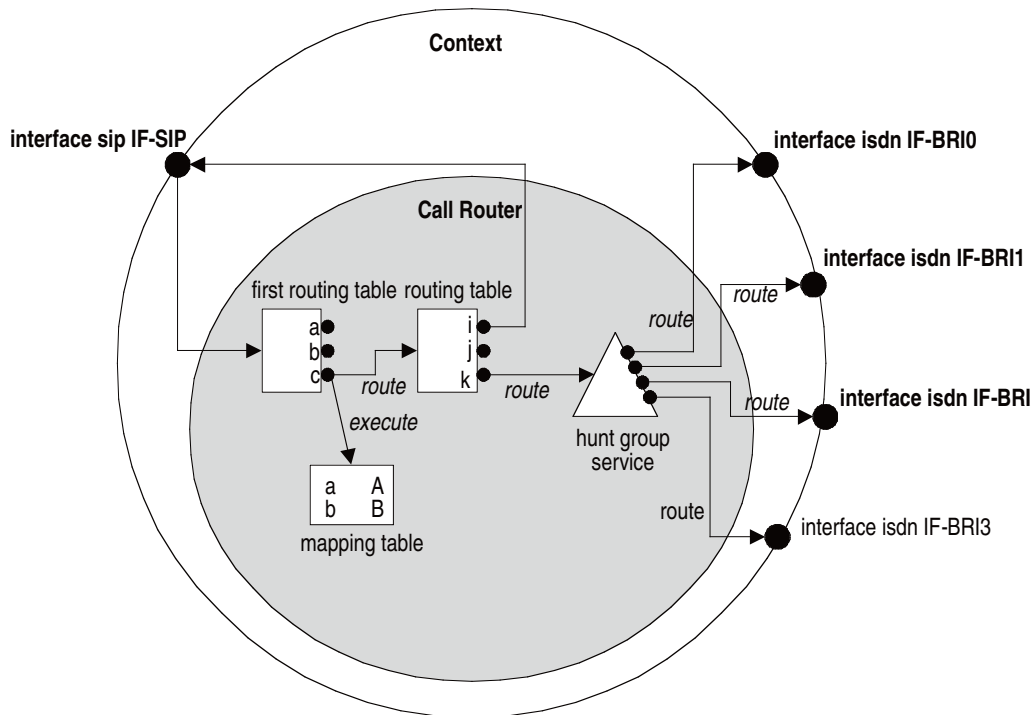 Context
interface sip IF-SIP
interface isdn IF-BRI0
Call Router
interface isdn IF-BRI1
route
first routing table
routing table
a
b
c
i
j
k
route
route
route
route
execute
interface isdn IF-BRI
hunt group
service
a A
b B
mapping table
route
interface isdn IF-BRI3